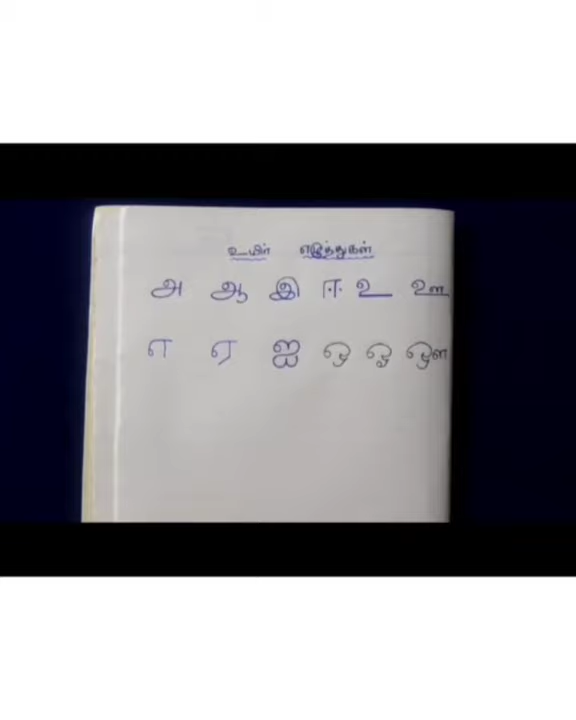 உயிர் எழுத்துகள்
அ ஆ இ ஈ உ ஊ
எ ஏ ஐ ஒ ஓ ஔ